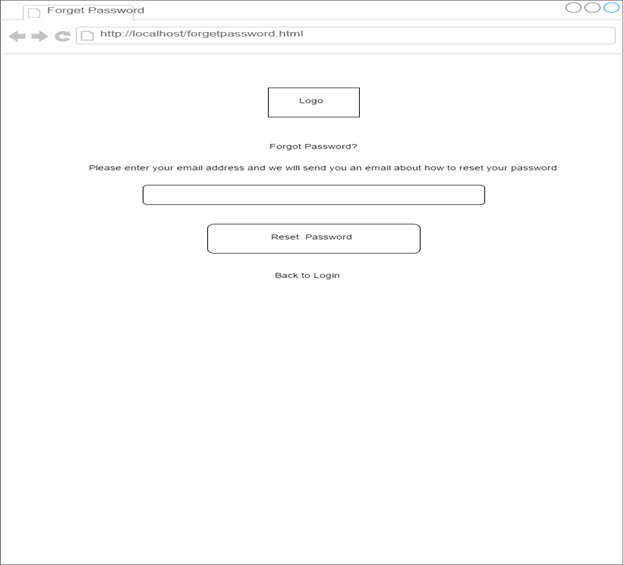 Forget Password
http://localhost/forgetpassword.html
Logo
Forgot Password?
Please enter your email address and we will send you an email about how to reset your password
Reset Password
Back to Login